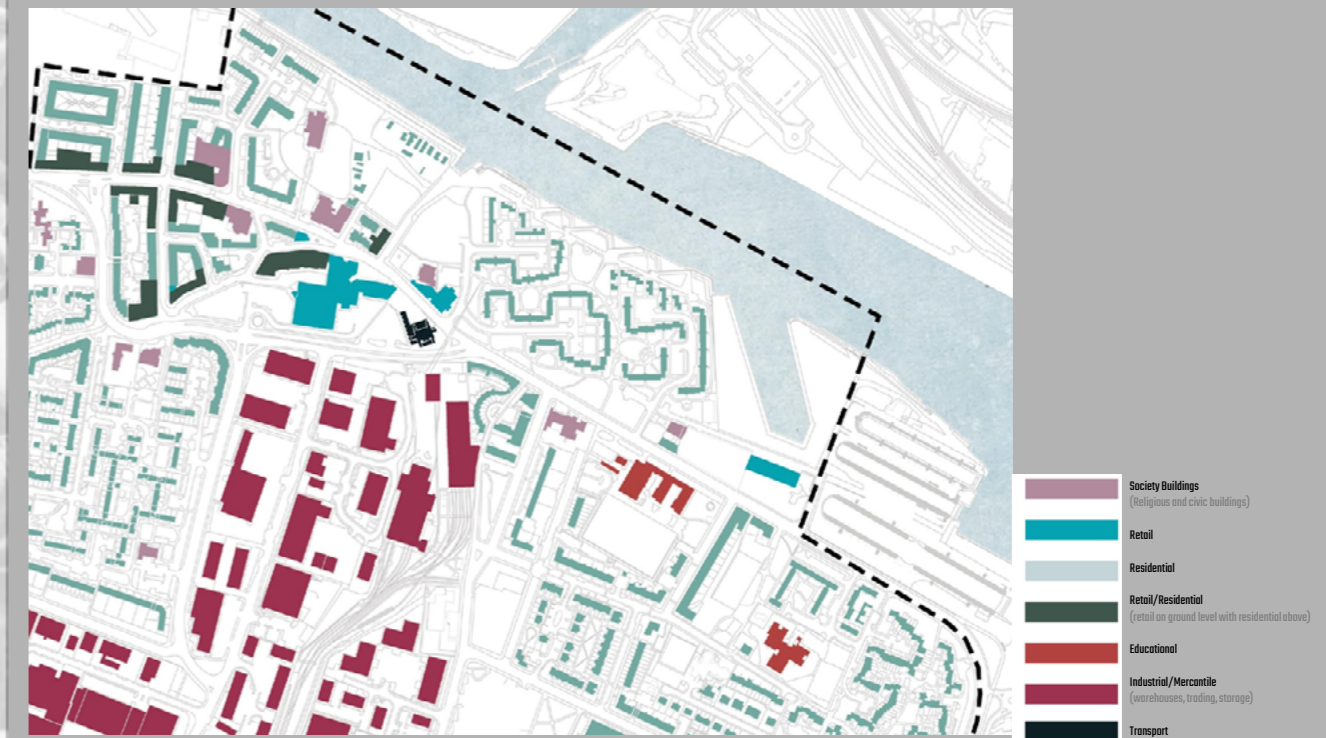 Society Buildings
(Religious and civic buildings)
Retail
Residential
Retail/Residential
(retail on ground level with residential above)
Educational
Industrial/Mercantile
(warehouses, trading, storage)
Transport